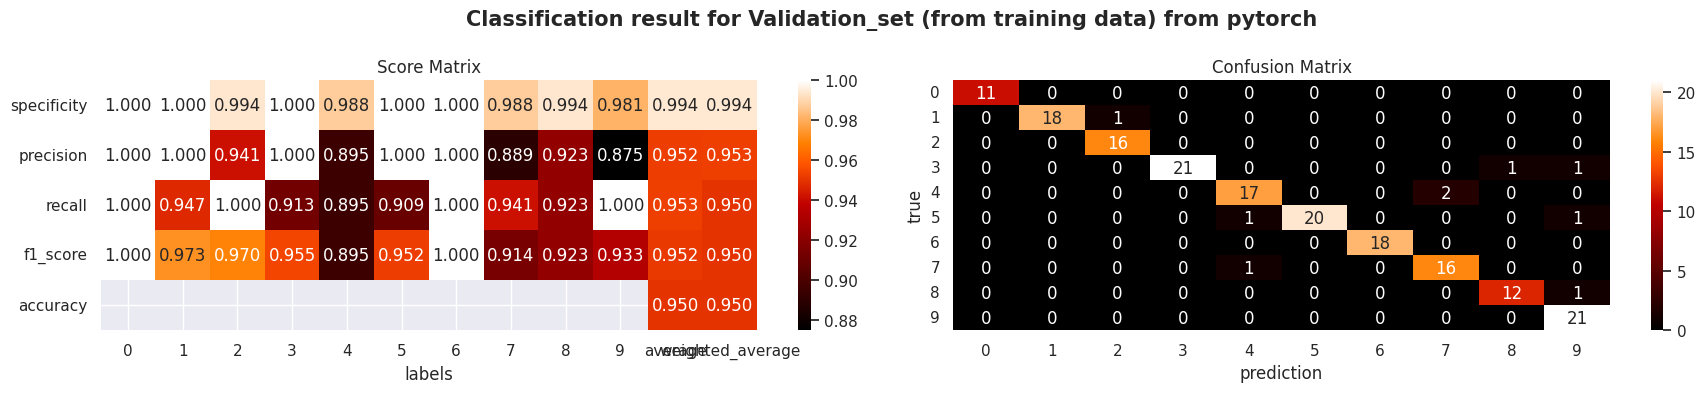 Classification result for Validation_set (from training data) from pytorch
Score Matrix
specificity 1.000 1.000 0.994 1.000 0.988 1.000 1.000 0.988 0.994 0.981 0.994 0.994
precision 1.000 1.000 0.941 1.000 0.895 1.000 1.000 0.889 0.923 0.875 0.952 0.953
recall 1.000 0.947 1.000 0.913 0.895 0.909 1.000 0.941 0.923 1.000 0.953 0.950
f1_score 1.000 0.973 0.970 0.955 0.895 0.952 1.000 0.914 0.923 0.933 0.952 0.950
accuracy 0.950 0.950
0 1 2 3 4 5 6 7 8 9 average weighted_average
labels
1.00
0.98
0.96
0.94
0.92
0.90
0.88
Confusion Matrix
true
0 11 0 0 0 0 0 0 0 0 0
1 0 18 1 0 0 0 0 0 0 0
2 0 0 16 0 0 0 0 0 0 0
3 0 0 0 21 0 0 0 0 1 1
4 0 0 0 0 17 0 0 2 0 0
5 0 0 0 0 1 20 0 0 0 1
6 0 0 0 0 0 0 18 0 0 0
7 0 0 0 0 1 0 0 16 0 0
8 0 0 0 0 0 0 0 0 12 1
9 0 0 0 0 0 0 0 0 0 21
0 1 2 3 4 5 6 7 8 9
prediction
20
15
10
5
0